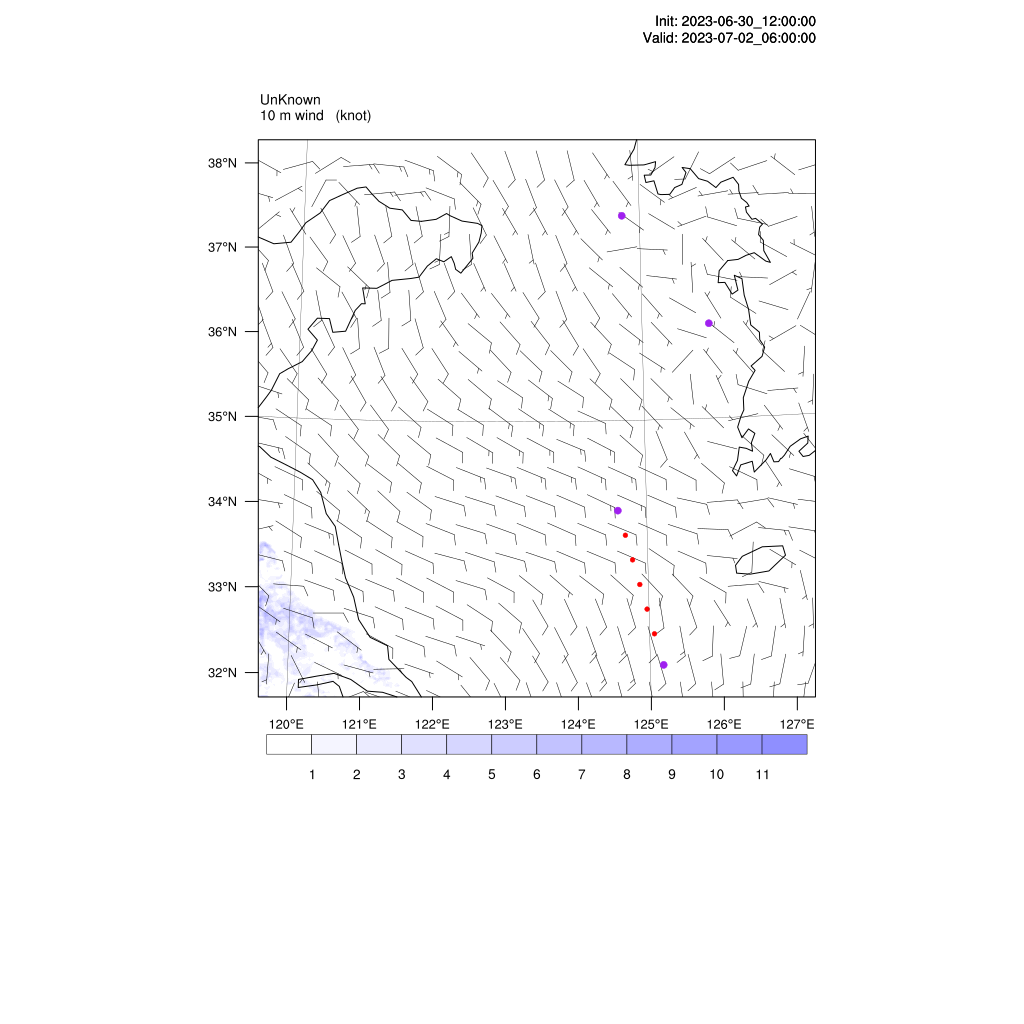 Init: 2023-06-30_12:00:00
Valid: 2023-07-02_06:00:00
UnKnown
10 m wind (knot)
38°N
37°N
36°N
35°N
34°N
33°N
32°N
120°E 121°E 122°E 123°E 124°E 125°E 126°E 127°E
1 2 3 4 5 6 7 8 9 10 11